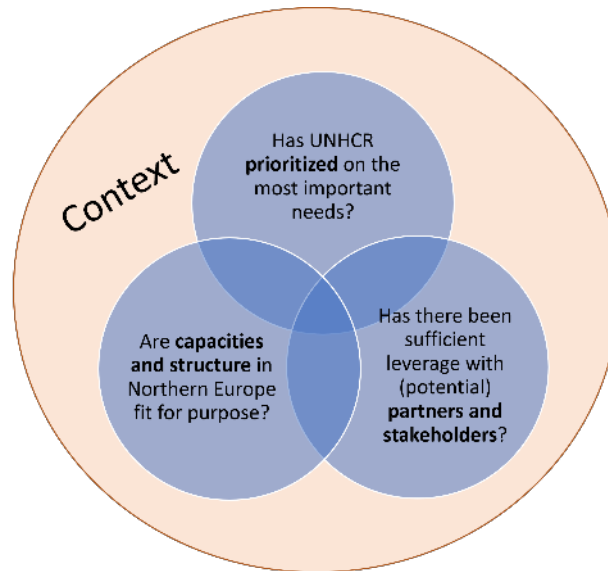 Context
Has UNHCR
prioritized on the
most important
needs?
Are capacities
and structure in
Northern Europe
fit for purpose?
Has there been
sufficient
leverage with
(potential)
partners and
stakeholders?